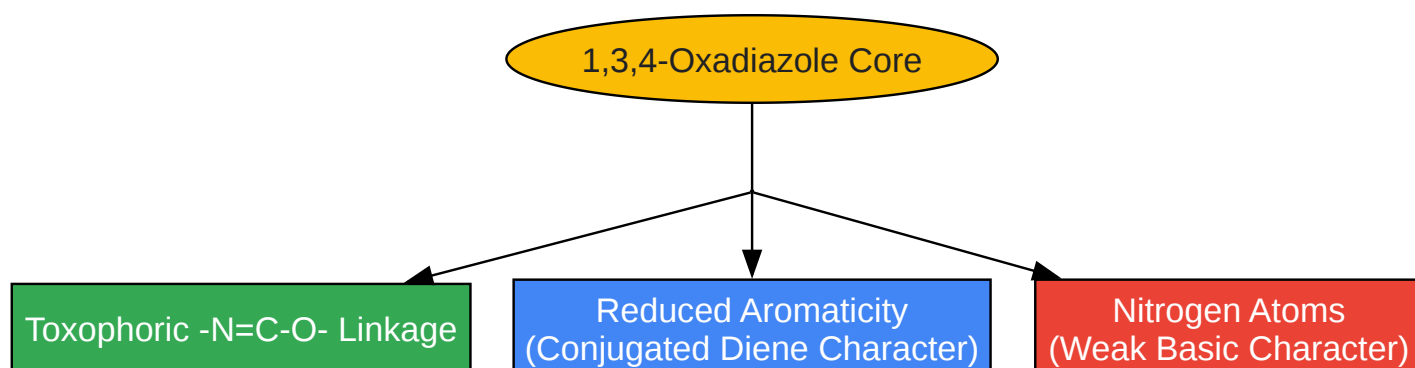 1,3,4-Oxadiazole Core
Toxophoric -N=C-O- Linkage
Reduced Aromaticity
(Conjugated Diene Character)
Nitrogen Atoms
(Weak Basic Character)